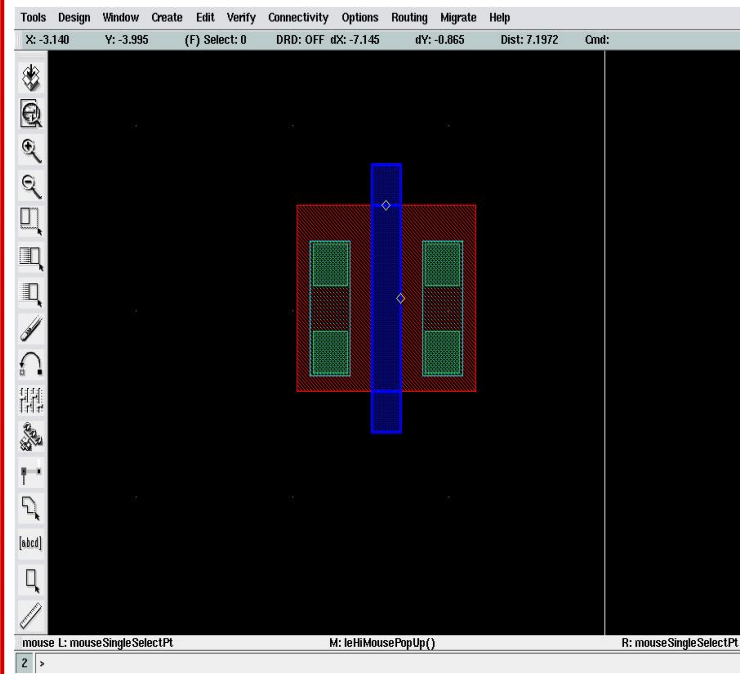 Tools Design Window Create Edit Verify Connectivity Options Routing Migrate Help
X: -3.140 Y: -3.995 (F) Select: 0 DRD: OFF dX: -7.145 dY: -0.865 Dist: 7.1972 Cmd:
[abcd]
mouse L: mouseSingleSelectPt M: leHiMousePopUp() R: mouseSingleSelectPt
2 >